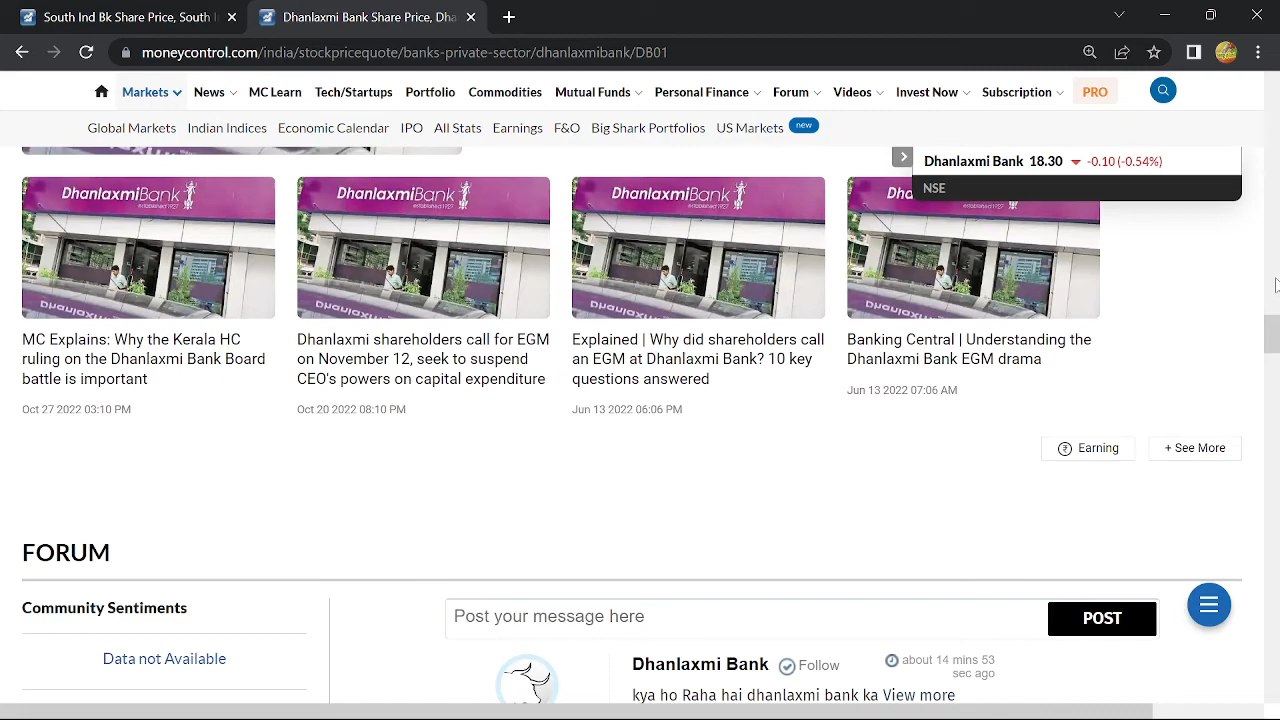 South Ind Bk Share Price, South I
Dhanlaxmi Bank Share Price, Dha
moneycontrol.com/india/stockpricequote/banks-private-sector/dhanlaxmibank/DB01
Markets News MC Learn Tech/Startups Portfolio Commodities Mutual Funds Personal Finance Forum Videos Invest Now Subscription PRO
Global Markets Indian Indices Economic Calendar IPO All Stats Earnings F&O Big Shark Portfolios US Markets new
Dhanlaxmi Bank 18.30 -0.10 (-0.54%)
NSE
DhanlaxmiBank
DhanlaxmiBank
DhanlaxmiBank
MC Explains: Why the Kerala HC
ruling on the Dhanlaxmi Bank Board
battle is important
Oct 27 2022 03:10 PM
Dhanlaxmi shareholders call for EGM
on November 12, seek to suspend
CEO's powers on capital expenditure
Oct 20 2022 08:10 PM
Explained | Why did shareholders call
an EGM at Dhanlaxmi Bank? 10 key
questions answered
Jun 13 2022 06:06 PM
Banking Central | Understanding the
Dhanlaxmi Bank EGM drama
Jun 13 2022 07:06 AM
Earning
+ See More
FORUM
Community Sentiments
Data not Available
Post your message here
POST
Dhanlaxmi Bank Follow
about 14 mins 53
sec ago
kya ho Raha hai dhanlaxmi bank ka View more